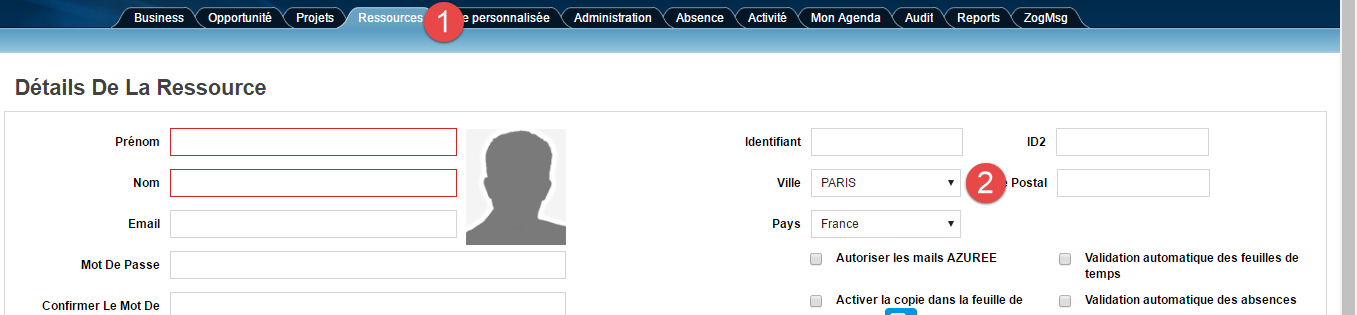 Business Opportunité Projets Ressources 1 personnalisée Administration Absence Activité Mon Agenda Audit Reports ZogMsg
Détails De La Ressource
Prénom Identifiant ID2
Nom Ville PARIS 2 Postal
Email Pays France
Mot De Passe Autoriser les mails AZUREE Validation automatique des feuilles de
temps
Confirmer Le Mot De Activer la copie dans la feuille de Validation automatique des absences